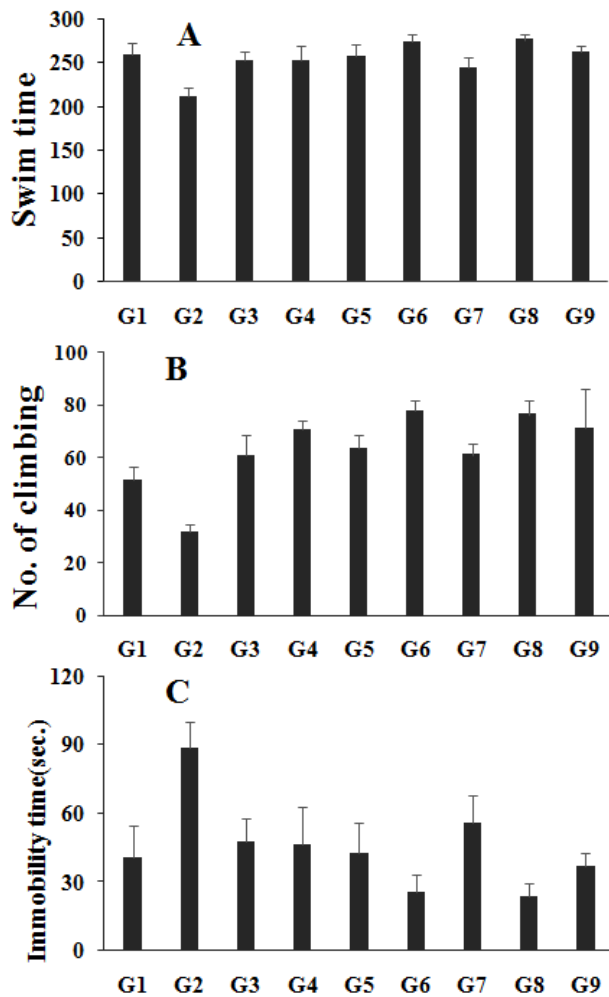 A
Swim time
300
250
200
150
100
50
0
G1 G2 G3 G4 G5 G6 G7 G8 G9
B
No. of climbing
100
80
60
40
20
0
G1 G2 G3 G4 G5 G6 G7 G8 G9
C
Immobility time(sec.)
120
90
60
30
0
G1 G2 G3 G4 G5 G6 G7 G8 G9